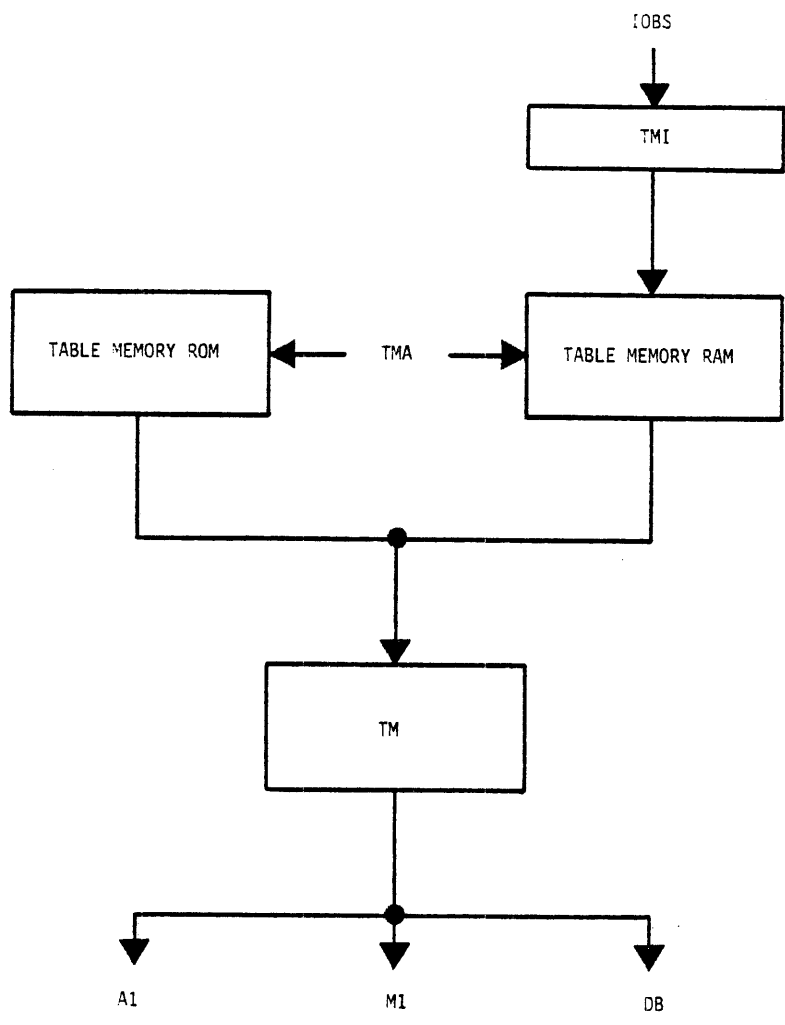 IOBS
TMI
TABLE MEMORY ROM
TMA
TABLE MEMORY RAM
TM
A1
M1
DB